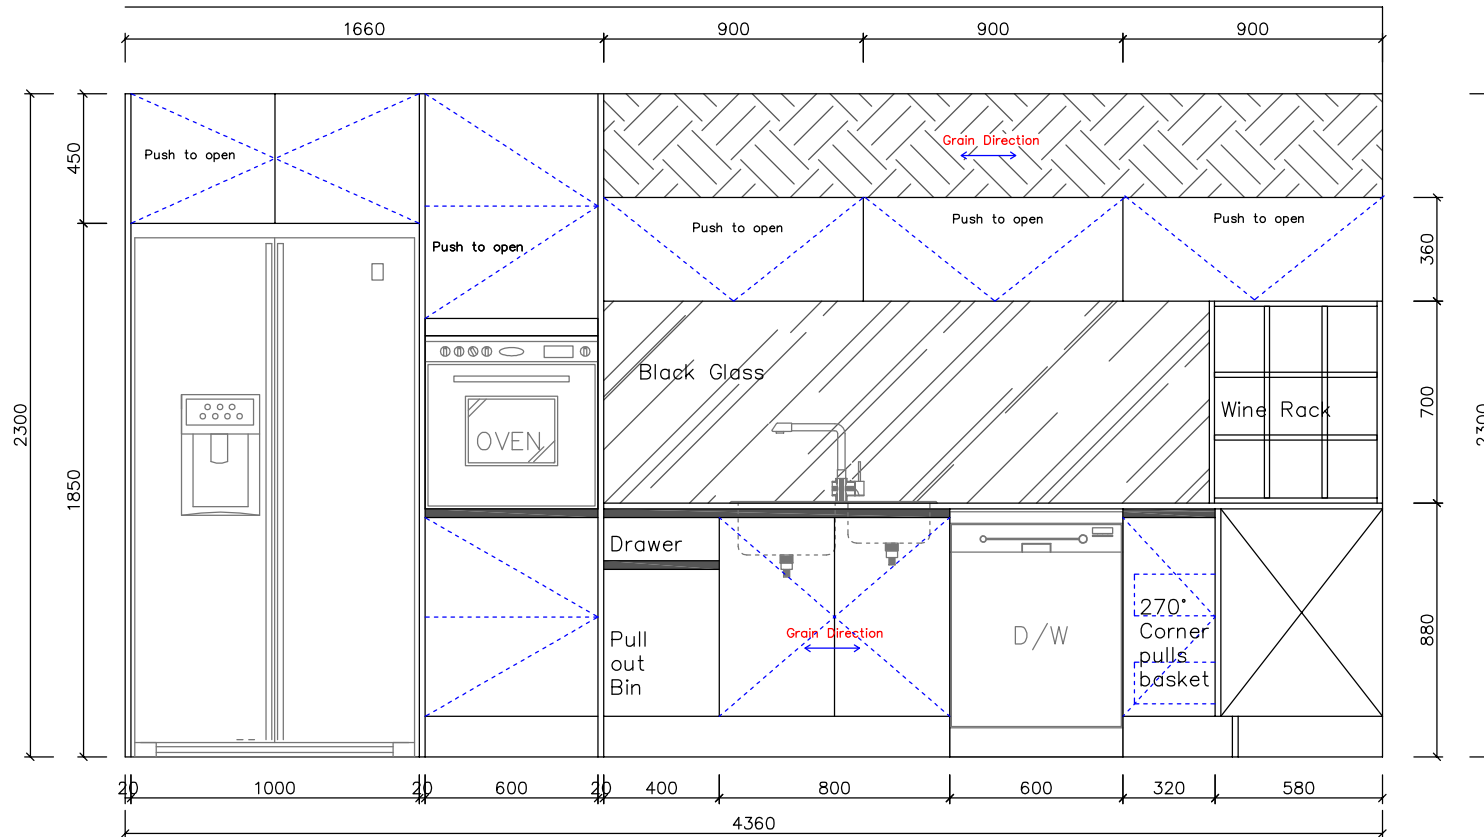 1660
900
900
900
Push to open
Grain Direction
450
Push to open
Push to open
Push to open
Push to open
360
Black Glass
Wine Rack
700
2300
2300
OVEN
1850
Drawer
Pull
out
Bin
Grain Direction
D/W
270°
Corner
pulls
basket
880
20
1000
20
600
20
400
800
600
320
580
4360